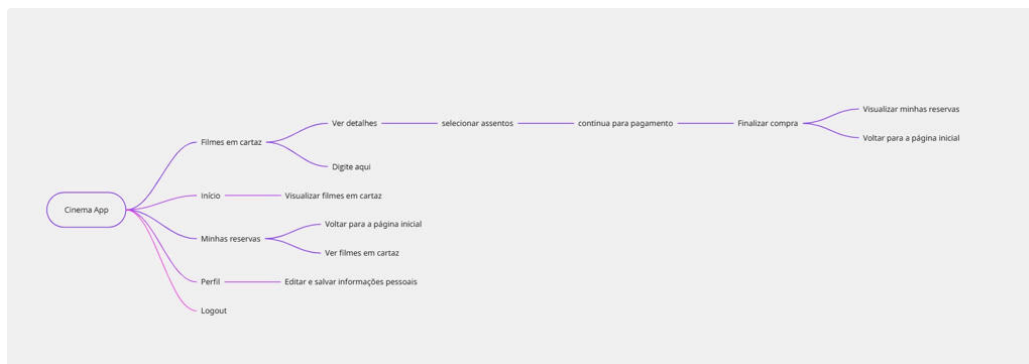 Cinema App
Filmes em cartaz
Ver detalhes
selecionar assentos
continua para pagamento
Finalizar compra
Visualizar minhas reservas
Voltar para a página inicial
Digite aqui
Início
Visualizar filmes em cartaz
Minhas reservas
Voltar para a página inicial
Ver filmes em cartaz
Perfil
Editar e salvar informações pessoais
Logout